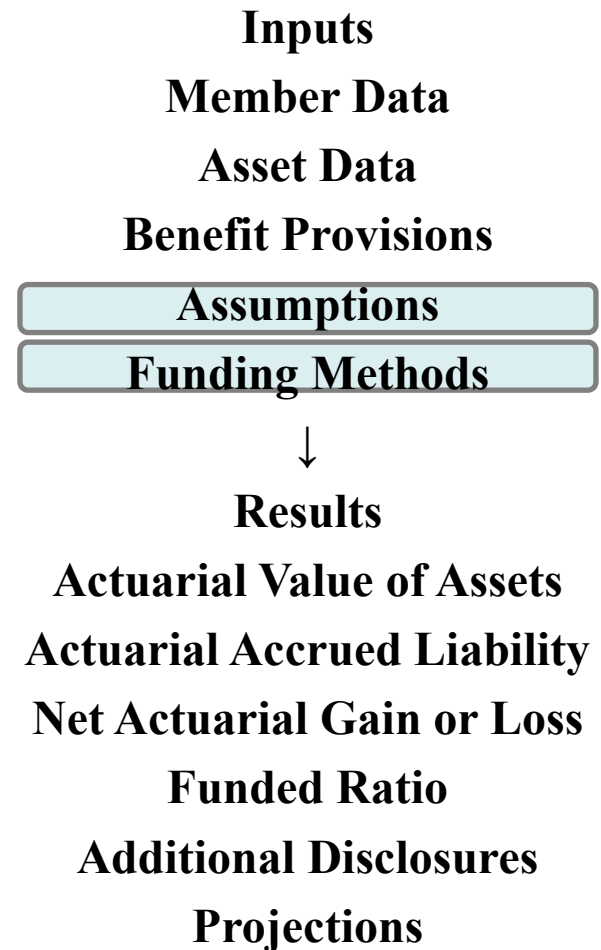 Inputs
Member Data
Asset Data
Benefit Provisions
Assumptions
Funding Methods
↓
Results
Actuarial Value of Assets
Actuarial Accrued Liability
Net Actuarial Gain or Loss
Funded Ratio
Additional Disclosures
Projections